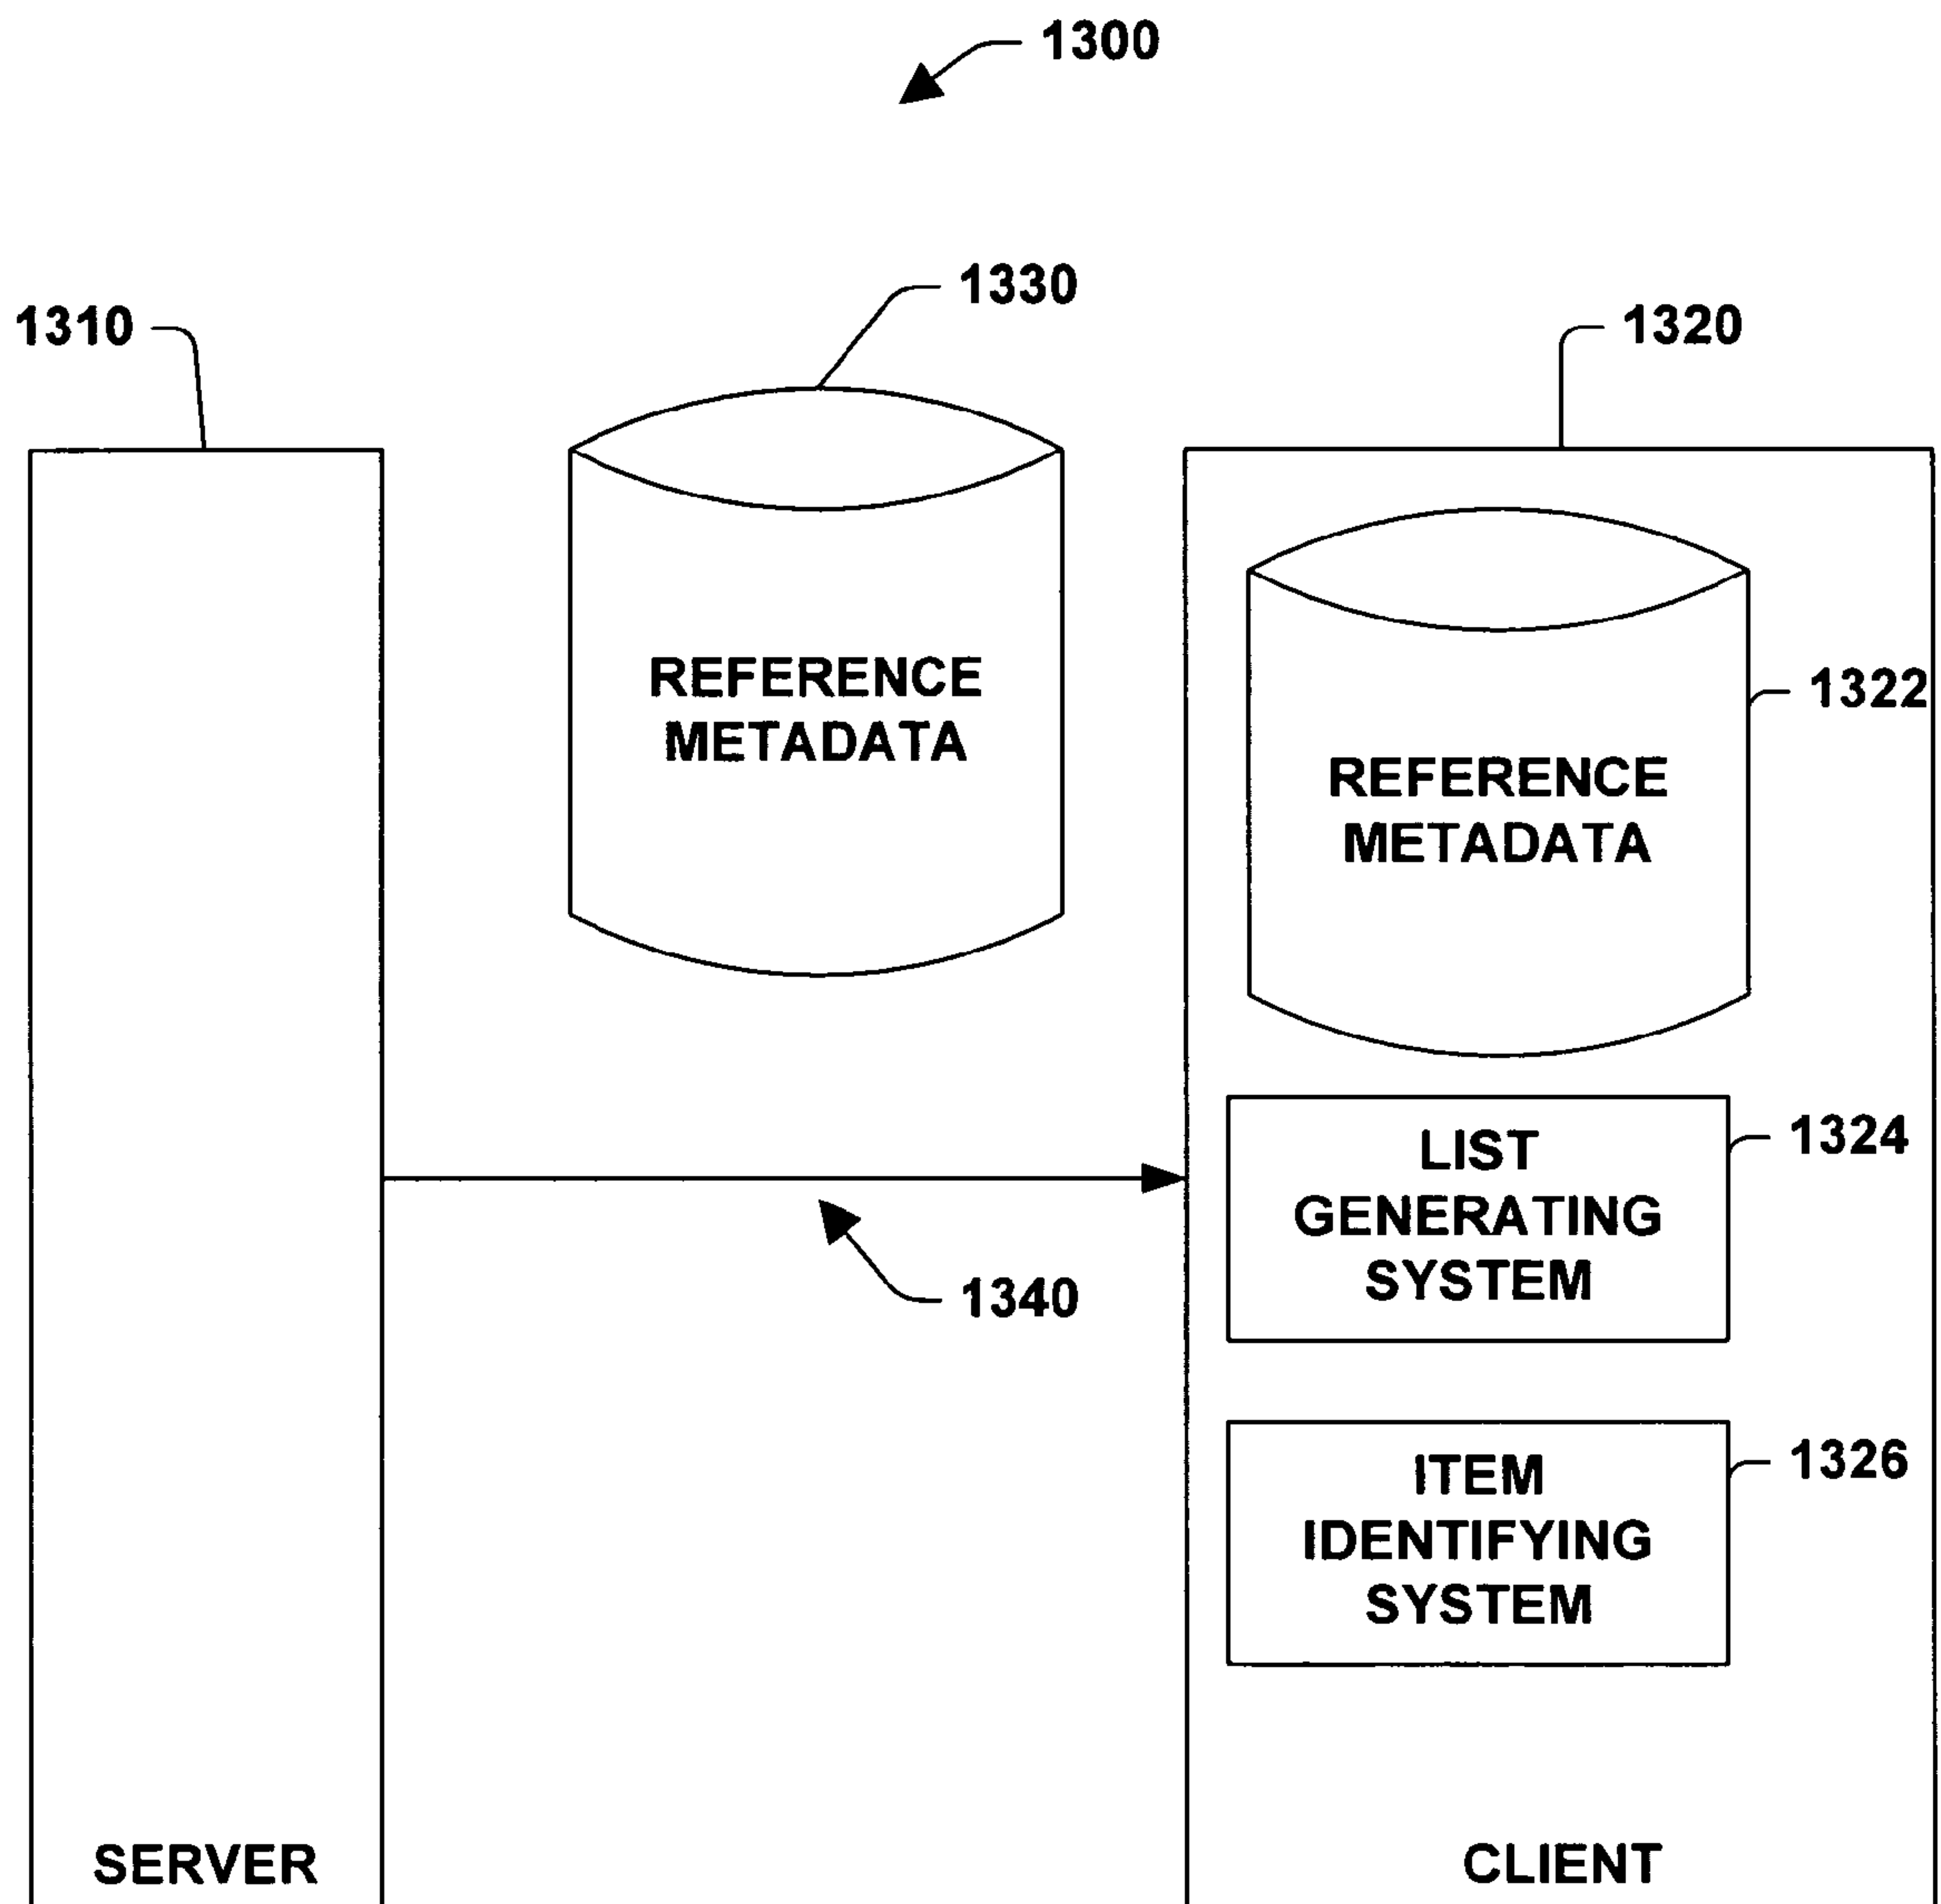 1300
1330
1310
1320
REFERENCE
METADATA
1322
REFERENCE
METADATA
LIST
GENERATING
SYSTEM
1324
1340
ITEM
IDENTIFYING
SYSTEM
1326
SERVER
CLIENT